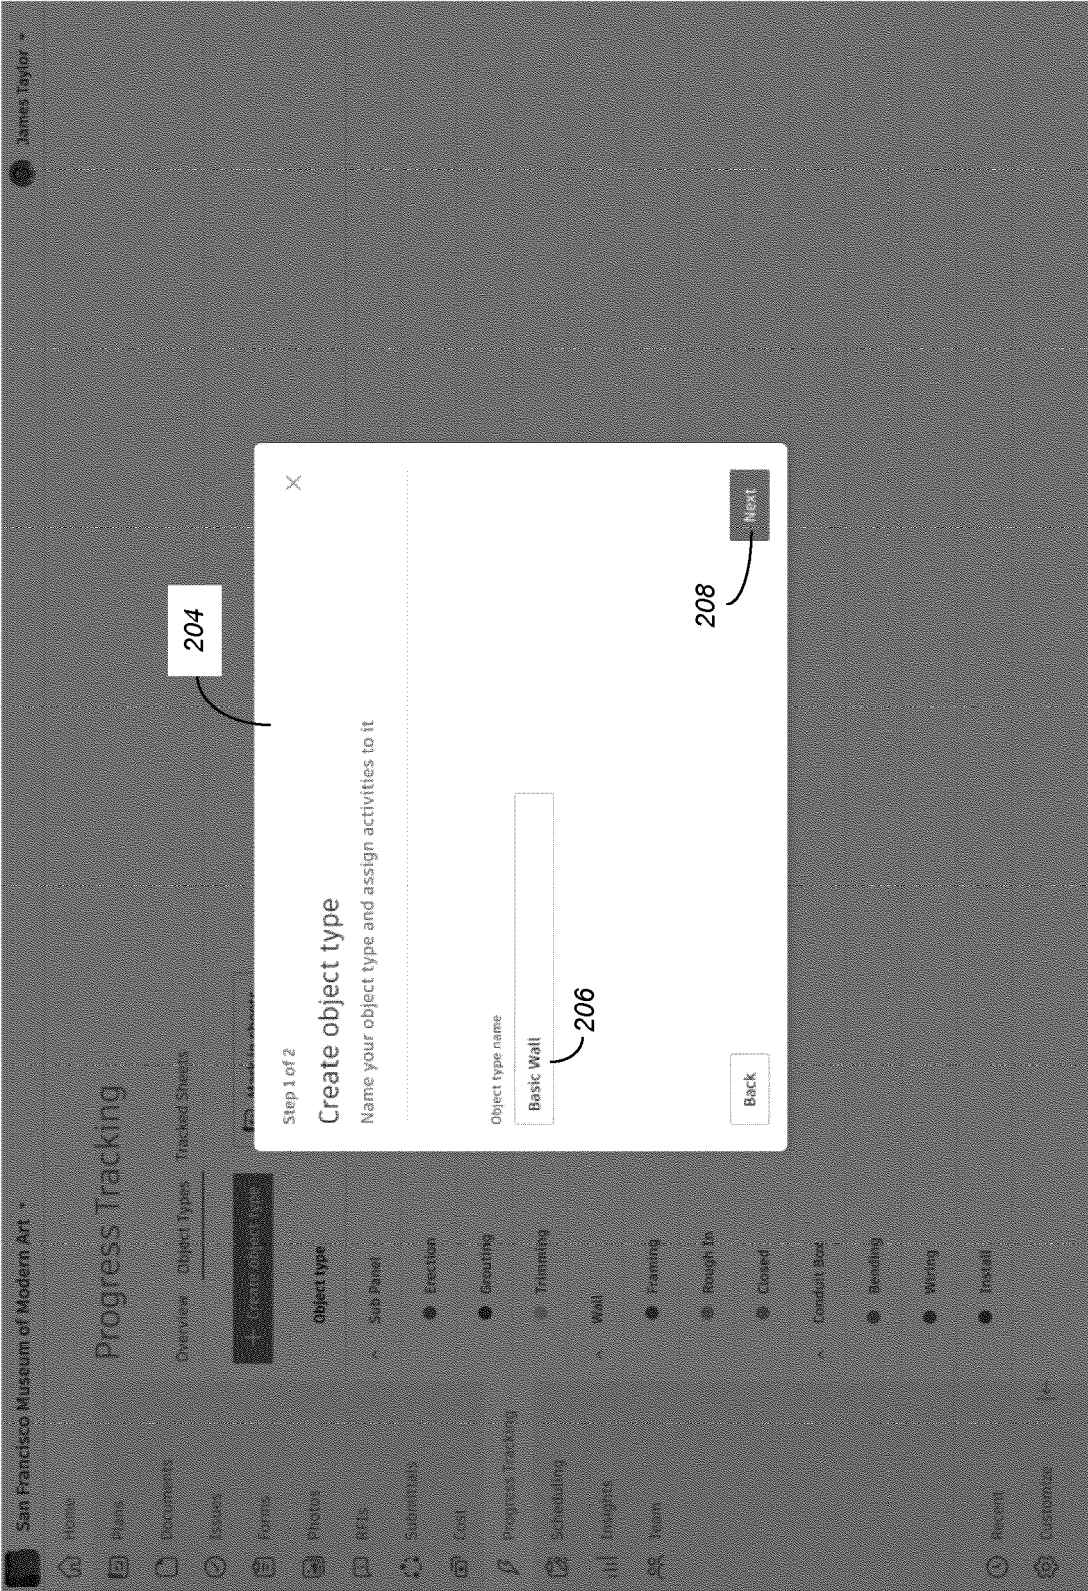 San Francisco Museum of Modern Art
James Taylor
Home
Plans
Documents
Issues
Forms
Photos
RFIs
Submittals
Cost
Progress Tracking
Scheduling
Insights
Team
Recent
Customize
Progress Tracking
Overview
Object Types
Tracked Sheets
+ Create object type
Object type
Sub Panel
Erection
Grouting
Trimming
Wall
Framing
Rough In
Closed
Conduit Box
Bending
Wiring
Install
204
Step 1 of 2
Create object type
Name your object type and assign activities to it
Object type name
Basic Wall
206
Back
208
Next